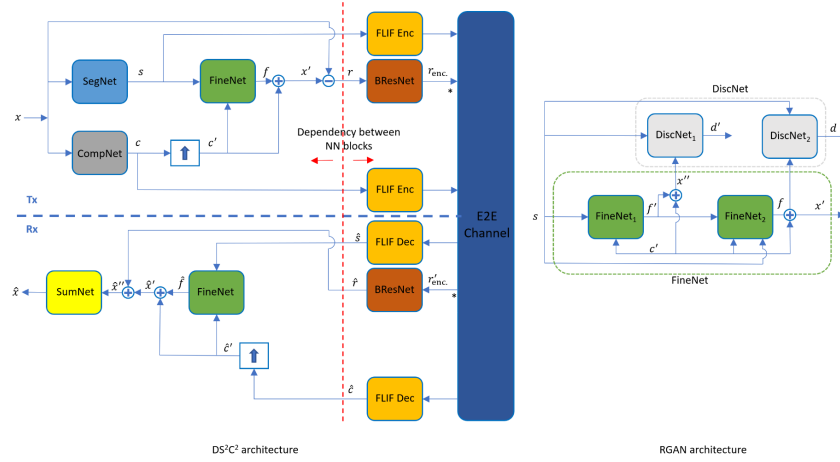 FLIF Enc
SegNet
s
FineNet
f
x′
r
BResNet
r_enc.
*
x
Dependency between
NN blocks
CompNet
c
c′
FLIF Enc
Tx
Rx
E2E
Channel
ŝ
FLIF Dec
x̂
SumNet
x̂′′
x̂′
f̂
FineNet
r̂
BResNet
r′_enc.
*
ĉ′
ĉ
FLIF Dec
DS²C² architecture
DiscNet
DiscNet₁
d′
DiscNet₂
d
x′′
s
FineNet₁
f′
FineNet₂
f
x′
c′
FineNet
RGAN architecture